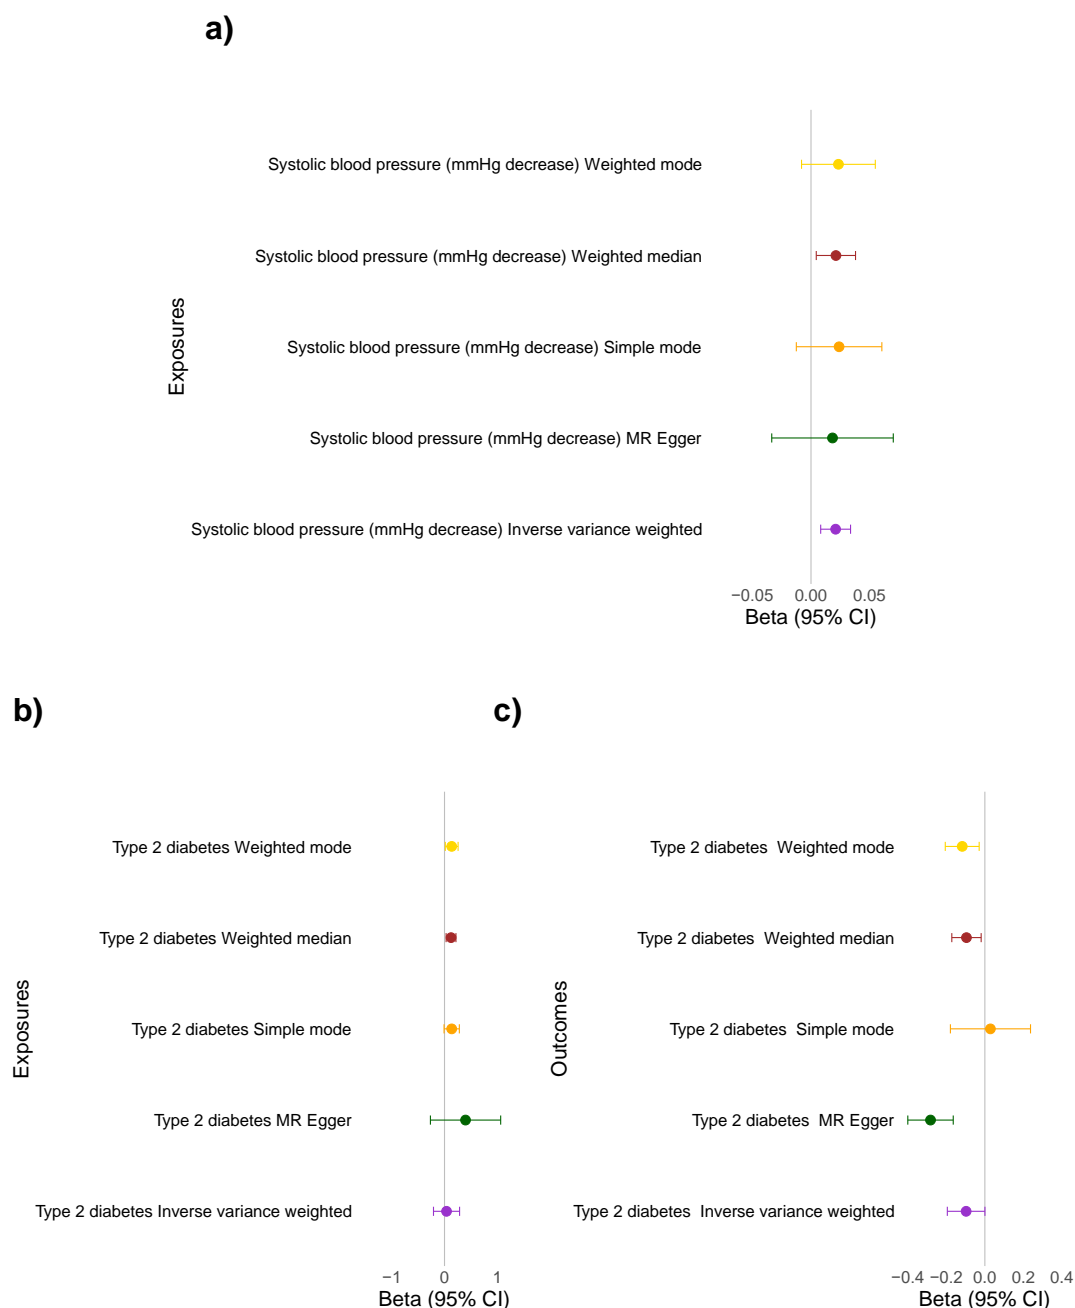 a)
Exposures
Systolic blood pressure (mmHg decrease) Weighted mode
Systolic blood pressure (mmHg decrease) Weighted median
Systolic blood pressure (mmHg decrease) Simple mode
Systolic blood pressure (mmHg decrease) MR Egger
Systolic blood pressure (mmHg decrease) Inverse variance weighted
−0.05 0.00 0.05
Beta (95% CI)
b)
Exposures
Type 2 diabetes Weighted mode
Type 2 diabetes Weighted median
Type 2 diabetes Simple mode
Type 2 diabetes MR Egger
Type 2 diabetes Inverse variance weighted
−1 0 1
Beta (95% CI)
c)
Outcomes
Type 2 diabetes  Weighted mode
Type 2 diabetes  Weighted median
Type 2 diabetes  Simple mode
Type 2 diabetes  MR Egger
Type 2 diabetes  Inverse variance weighted
−0.4 −0.2 0.0 0.2 0.4
Beta (95% CI)